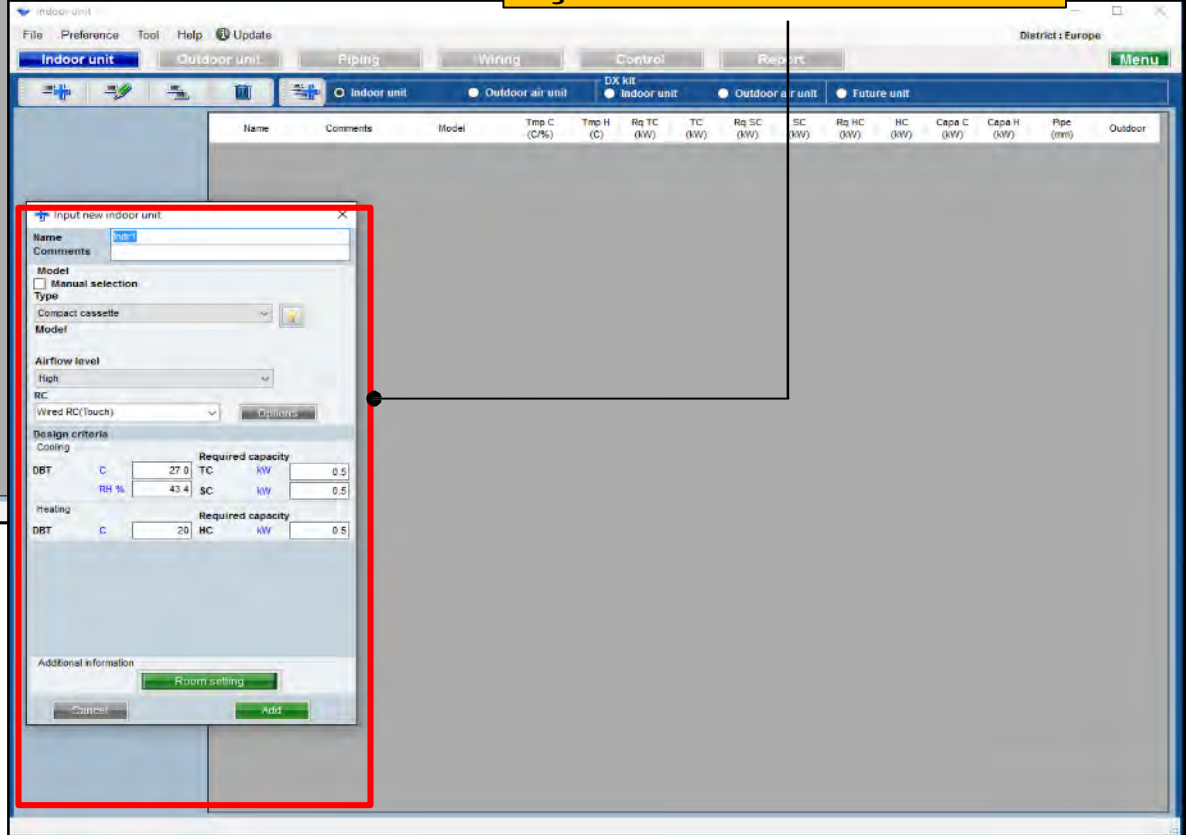 Indoor unit
File Preference Tool Help Update District : Europe
Indoor unit Outdoor unit Piping Wiring Control Report Menu
DX kit
Indoor unit Outdoor air unit Indoor unit Outdoor air unit Future unit
Name Comments Model Tmp C (C/%) Tmp H (C) Rq TC (kW) TC (kW) Rq SC (kW) SC (kW) Rq HC (kW) HC (kW) Capa C (kW) Capa H (kW) Pipe (mm) Outdoor
Input new indoor unit
Name Indr1
Comments
Model
Manual selection
Type
Compact cassette
Model
Airflow level
High
RC
Wired RC(Touch) Options
Design criteria
Cooling
Required capacity
DBT C 27.0 TC kW 0.5
RH % 43.4 SC kW 0.5
Heating
Required capacity
DBT C 20 HC kW 0.5
Additional information
Room setting
Cancel Add